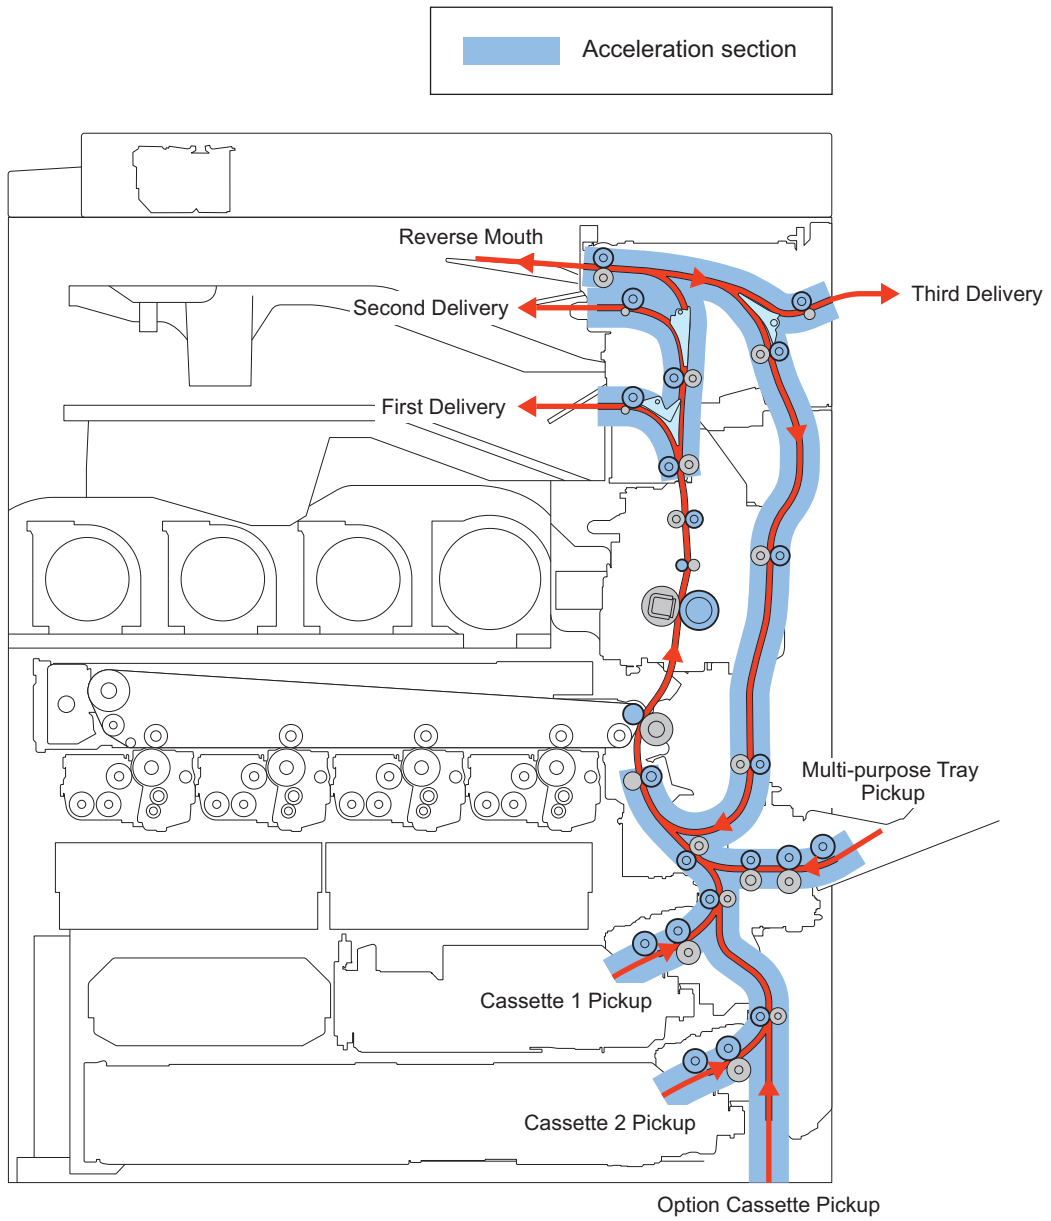 Acceleration section
Reverse Mouth
Second Delivery
Third Delivery
First Delivery
Multi-purpose Tray
Pickup
Cassette 1 Pickup
Cassette 2 Pickup
Option Cassette Pickup